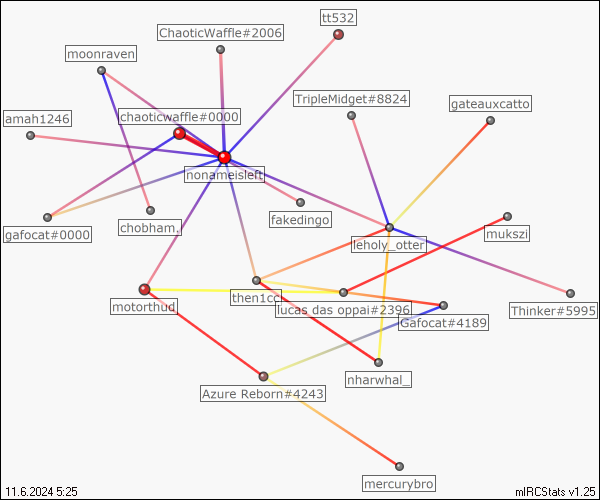 tt532
ChaoticWaffle#2006
moonraven
TripleMidget#8824
gateauxcatto
amah1246
chaoticwaffle#0000
nonameisleft
fakedingo
chobham.
gafocat#0000
mukszi
leholy_otter
then1cc
motorthud
lucas das oppai#2396
Thinker#5995
Gafocat#4189
nharwhal_
Azure Reborn#4243
mercurybro
11.6.2024 5:25
mIRCStats v1.25